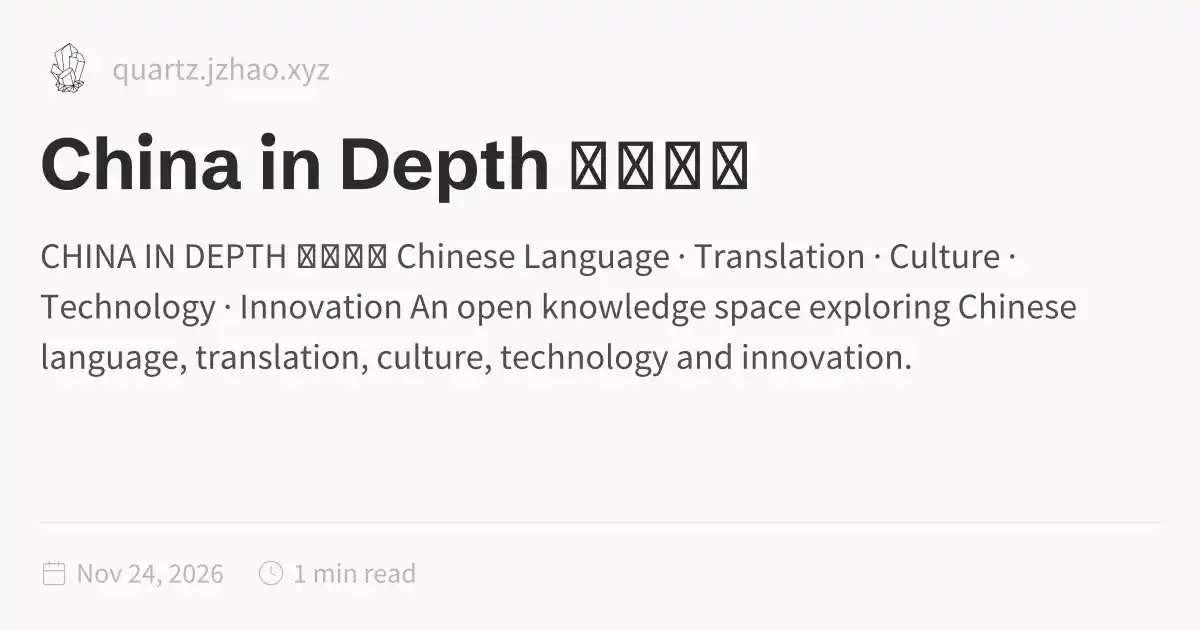 quartz.jzhao.xyz
China in Depth
CHINA IN DEPTH Chinese Language · Translation · Culture ·
Technology · Innovation An open knowledge space exploring Chinese
language, translation, culture, technology and innovation.
Nov 24, 2026 1 min read